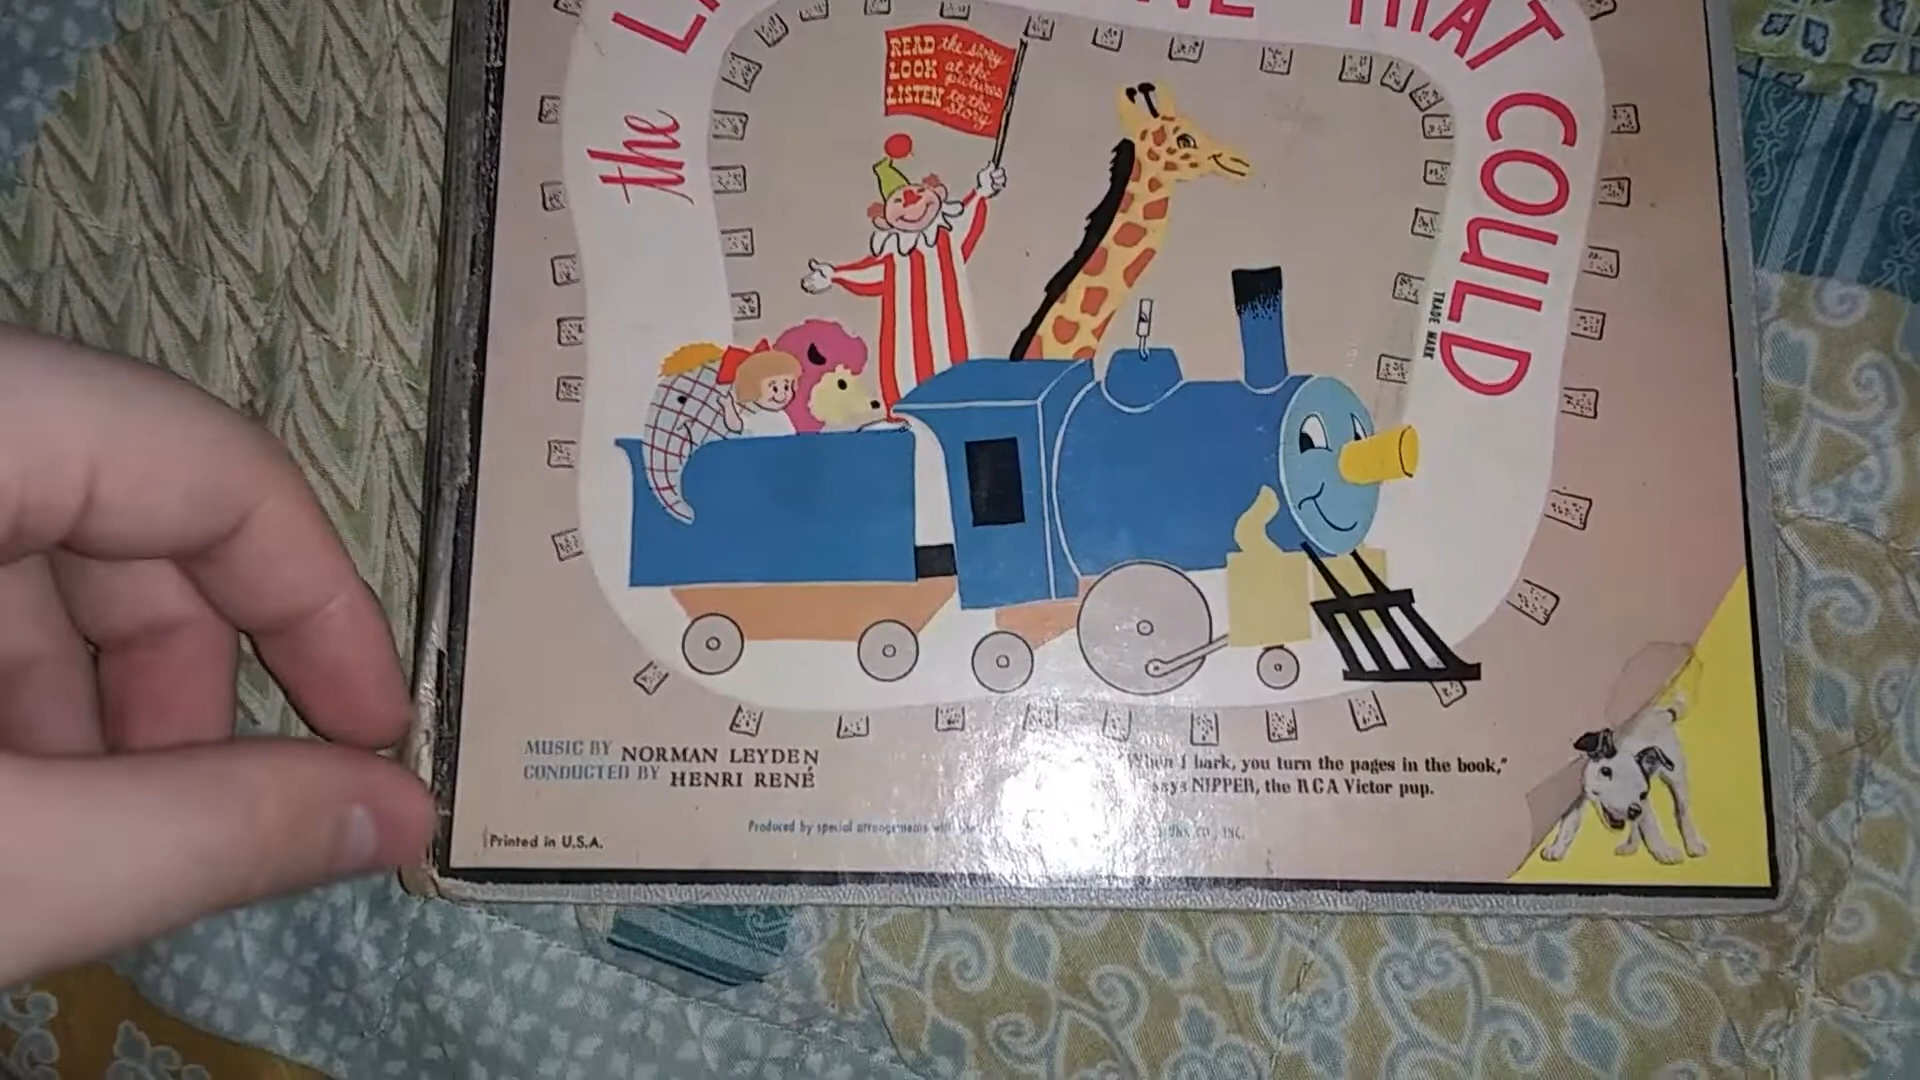 the
THAT
COULD
TRADE MARK
READ the story
LOOK at the
pictures
LISTEN to the
story
MUSIC BY NORMAN LEYDEN
CONDUCTED BY HENRI RENÉ
"When I bark, you turn the pages in the book,"
says NIPPER, the RCA Victor pup.
Produced by special arrangements
CO., INC.
Printed in U.S.A.